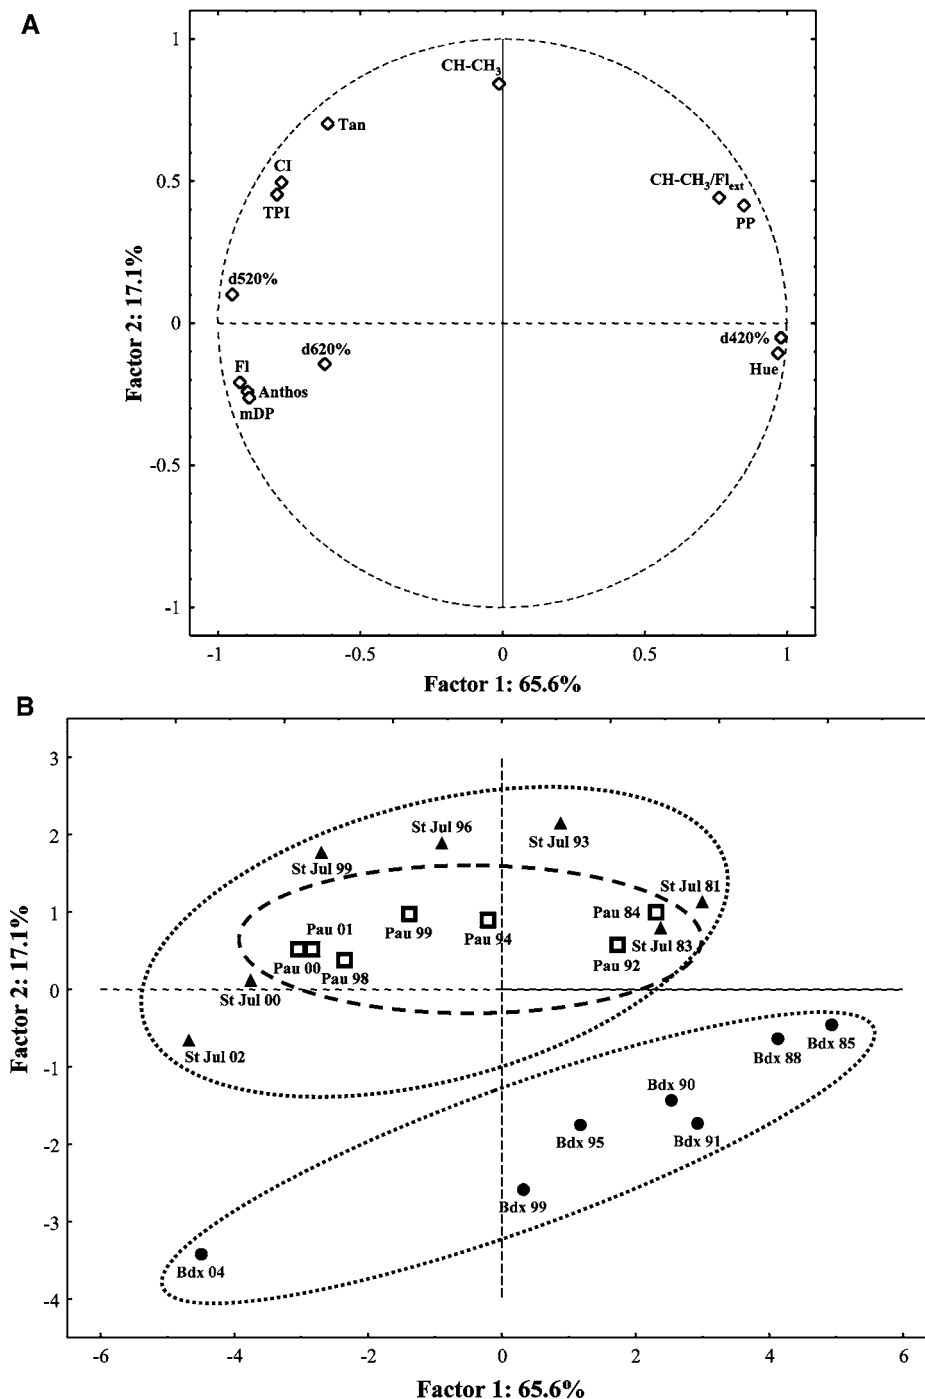 A
1
CH-CH3
Tan
CI
0.5
CH-CH3/Flext
TPI
PP
d520%
0
d420%
d620%
Fl
Hue
Anthos
mDP
-0.5
-1
-1
-0.5
0
0.5
1
Factor 2: 17.1%
Factor 1: 65.6%
B
3
St Jul 96
2
St Jul 93
St Jul 99
St Jul 81
Pau 84
1
Pau 01
Pau 99
Pau 94
St Jul 83
Pau 00
Pau 92
Pau 98
0
St Jul 00
St Jul 02
Bdx 88
Bdx 85
-1
Bdx 90
Bdx 95
Bdx 91
-2
Bdx 99
-3
Bdx 04
-4
-6
-4
-2
0
2
4
6
Factor 2: 17.1%
Factor 1: 65.6%